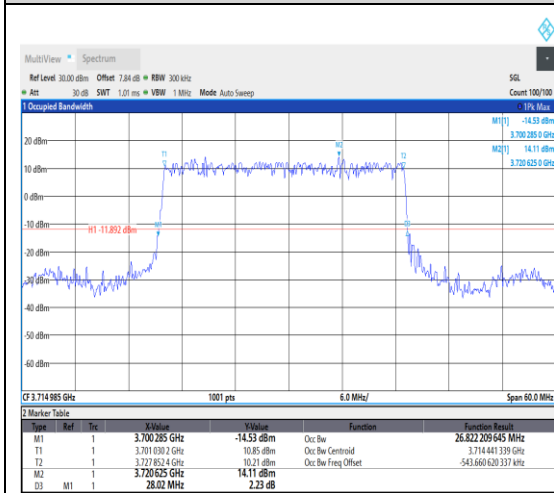 MultiView Spectrum
Ref Level 30.00 dBm Offset 7.84 dB RBW 300 kHz SGL
Att 30 dB SWT 1.01 ms VBW 1 MHz Mode Auto Sweep Count 100/100
1 Occupied Bandwidth 1Pk Max
M1[1] -14.53 dBm
3.700 285 0 GHz
M2[1] 14.11 dBm
3.720 625 0 GHz
20 dBm
T1 M2 T2
10 dBm
0 dBm
-10 dBm
H1 -11.892 dBm
-20 dBm
-30 dBm
-40 dBm
-50 dBm
-60 dBm
CF 3.714 985 GHz 1001 pts 6.0 MHz/ Span 60.0 MHz
2 Marker Table
Type Ref Trc X-Value Y-Value Function Function Result
M1 1 3.700 285 GHz -14.53 dBm Occ Bw 26.822 209 645 MHz
T1 1 3.701 030 2 GHz 10.85 dBm Occ Bw Centroid 3.714 441 339 GHz
T2 1 3.727 852 4 GHz 10.21 dBm Occ Bw Freq Offset -543.660 620 337 kHz
M2 1 3.720 625 GHz 14.11 dBm
D3 M1 1 28.02 MHz 2.23 dB